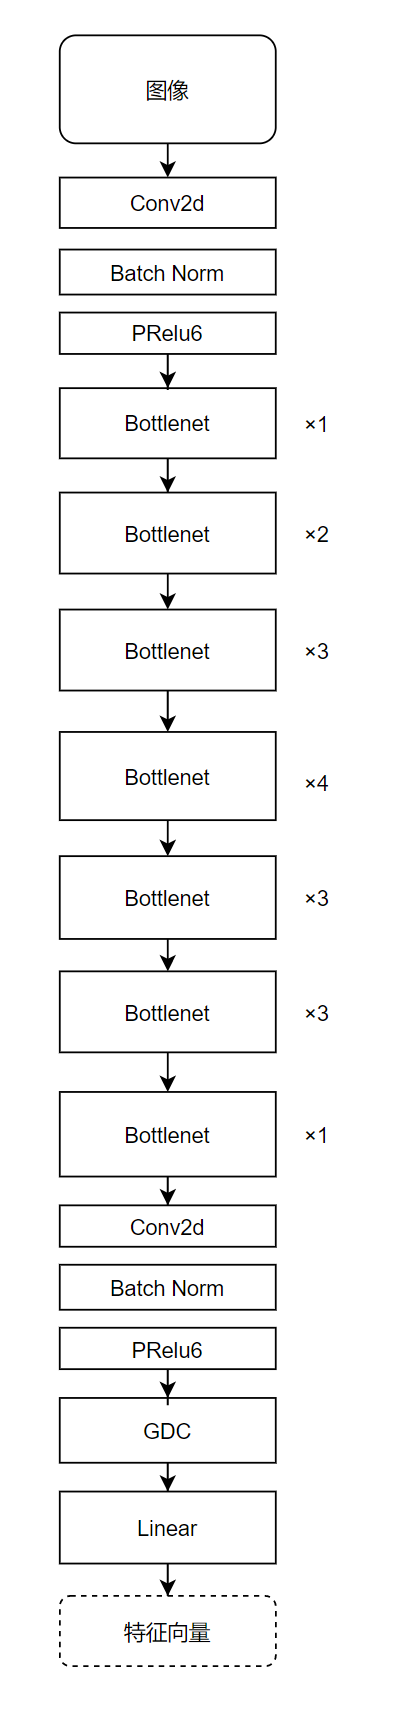 图像
Conv2d
Batch Norm
PRelu6
Bottlenet ×1
Bottlenet ×2
Bottlenet ×3
Bottlenet ×4
Bottlenet ×3
Bottlenet ×3
Bottlenet ×1
Conv2d
Batch Norm
PRelu6
GDC
Linear
特征向量